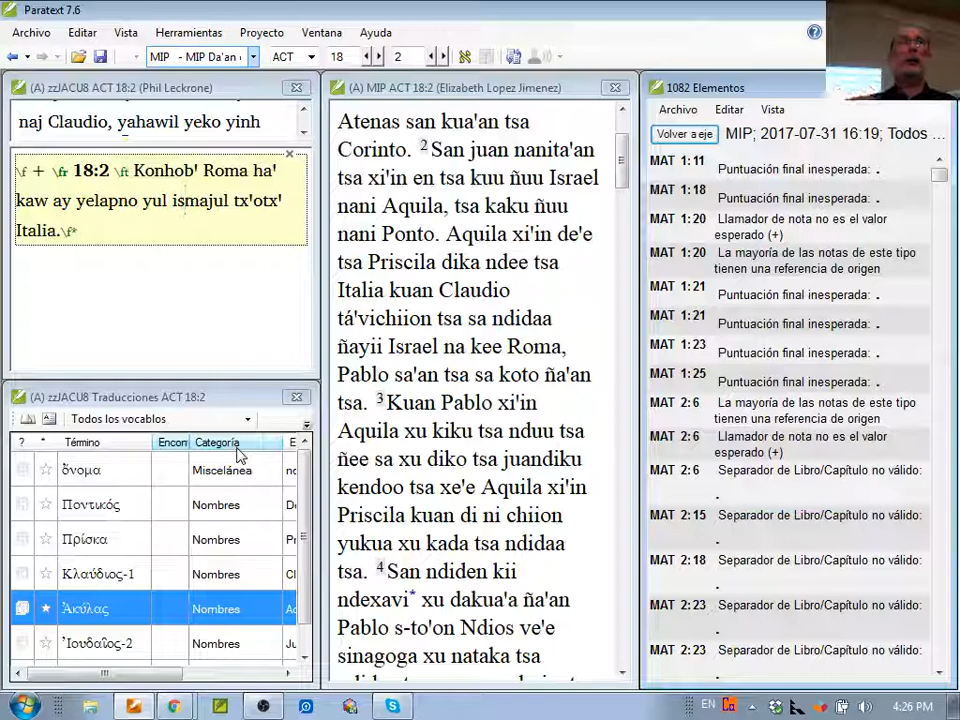 Paratext 7.6
Archivo Editar Vista Herramientas Proyecto Ventana Ayuda
MIP - MIP Da'an ACT 18 2
(A) zzJACU8 ACT 18:2 (Phil Leckrone)
naj Claudio, yahawil yeko yinh
\f + \fr 18:2 \ft Konhob' Roma ha'
kaw ay yelapno yul ismajul tx'otx'
Italia.\f*
(A) zzJACU8 Traducciones ACT 18:2
Todos los vocablos
? * Término Encon Categoría E
ὄνομα Miscelánea
Ποντικός Nombres
Πρίσκα Nombres Pr
Κλαύδιος-1 Nombres Cl
Ἀκύλας Nombres
Ἰουδαῖος-2 Nombres Ju
(A) MIP ACT 18:2 (Elizabeth Lopez Jimenez)
Atenas san kua'an tsa
Corinto. 2 San juan nanita'an
tsa xi'in en tsa kuu ñuu Israel
nani Aquila, tsa kaku ñuu
nani Ponto. Aquila xi'in de'e
tsa Priscila dika ndee tsa
Italia kuan Claudio
tá'vichiion tsa sa ndidaa
ñayii Israel na kee Roma,
Pablo sa'an tsa sa koto ña'an
tsa. 3 Kuan Pablo xi'in
Aquila xu kiku tsa nduu tsa
ñee sa xu diko tsa juandiku
kendoo tsa xe'e Aquila xi'in
Priscila kuan di ni chiion
yukua xu kada tsa ndidaa
tsa. 4 San ndiden kii
ndexavi* xu dakua'a ña'an
Pablo s-to'on Ndios ve'e
sinagoga xu nataka tsa
1082 Elementos
Archivo Editar Vista
Volver a eje MIP; 2017-07-31 16:19; Todos ...
MAT 1:11 Puntuación final inesperada: .
MAT 1:18 Puntuación final inesperada: .
MAT 1:20 Llamador de nota no es el valor
esperado (+)
MAT 1:20 La mayoría de las notas de este tipo
tienen una referencia de origen
MAT 1:21 Puntuación final inesperada: .
MAT 1:21 Puntuación final inesperada: .
MAT 1:23 Puntuación final inesperada: .
MAT 1:25 Puntuación final inesperada: .
MAT 2:6 La mayoría de las notas de este tipo
tienen una referencia de origen
MAT 2:6 Llamador de nota no es el valor
esperado (+)
MAT 2:6 Separador de Libro/Capítulo no válido:
.
MAT 2:15 Separador de Libro/Capítulo no válido:
.
MAT 2:18 Separador de Libro/Capítulo no válido:
.
MAT 2:23 Separador de Libro/Capítulo no válido:
.
MAT 2:23 Separador de Libro/Capítulo no válido:
EN 4:26 PM